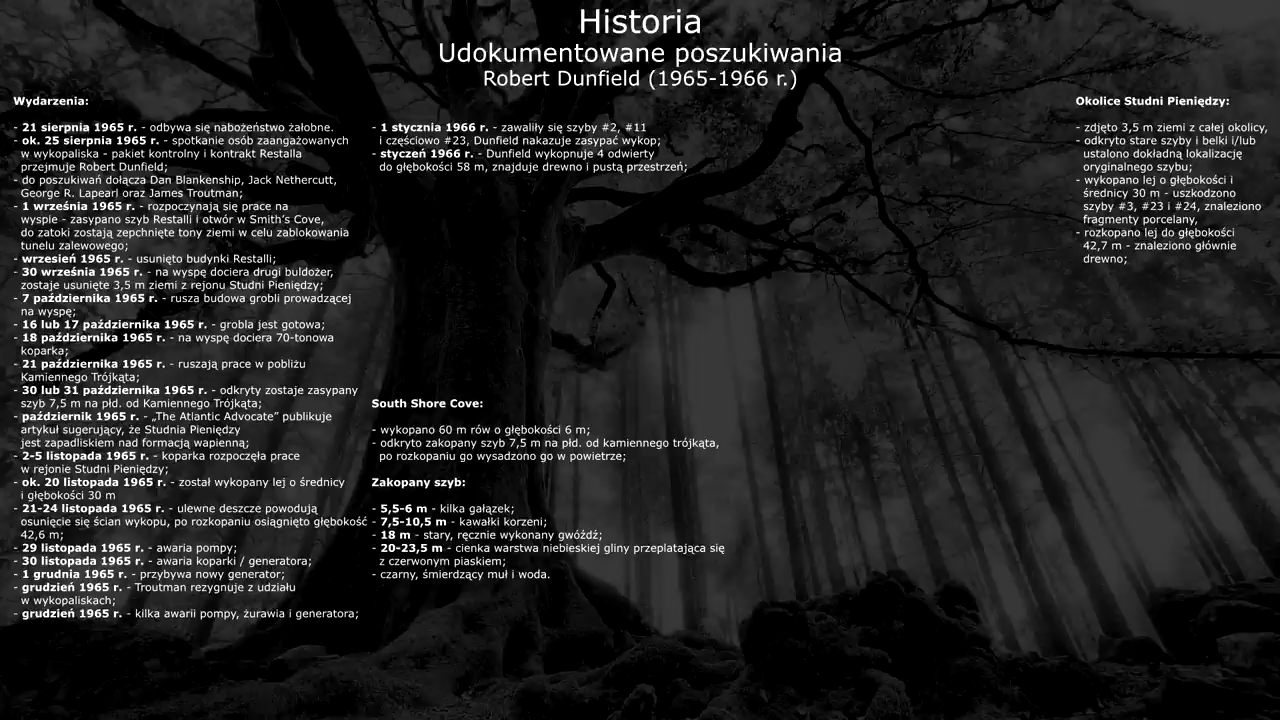 Historia
Udokumentowane poszukiwania
Robert Dunfield (1965-1966 r.)
Wydarzenia:
- 21 sierpnia 1965 r. - odbywa się nabożeństwo żałobne.
- ok. 25 sierpnia 1965 r. - spotkanie osób zaangażowanych
w wykopaliska - pakiet kontrolny i kontrakt Restalla
przejmuje Robert Dunfield;
- do poszukiwań dołącza Dan Blankenship, Jack Nethercutt,
George R. Lapearl oraz James Troutman;
- 1 września 1965 r. - rozpoczynają się prace na
wyspie - zasypano szyb Restalli i otwór w Smith's Cove,
do zatoki zostają zepchnięte tony ziemi w celu zablokowania
tunelu zalewowego;
- wrzesień 1965 r. - usunięto budynki Restalli;
- 30 września 1965 r. - na wyspę dociera drugi buldożer,
zostaje usunięte 3,5 m ziemi z rejonu Studni Pieniędzy;
- 7 października 1965 r. - rusza budowa grobli prowadzącej
na wyspę;
- 16 lub 17 października 1965 r. - grobla jest gotowa;
- 18 października 1965 r. - na wyspę dociera 70-tonowa
koparka;
- 21 października 1965 r. - ruszają prace w pobliżu
Kamiennego Trójkąta;
- 30 lub 31 października 1965 r. - odkryty zostaje zasypany
szyb 7,5 m na płd. od Kamiennego Trójkąta;
- październik 1965 r. - „The Atlantic Advocate” publikuje
artykuł sugerujący, że Studnia Pieniędzy
jest zapadliskiem nad formacją wapienną;
- 2-5 listopada 1965 r. - koparka rozpoczęła prace
w rejonie Studni Pieniędzy;
- ok. 20 listopada 1965 r. - został wykopany lej o średnicy
i głębokości 30 m
- 21-24 listopada 1965 r. - ulewne deszcze powodują
osunięcie się ścian wykopu, po rozkopaniu osiągnięto głębokość
42,6 m;
- 29 listopada 1965 r. - awaria pompy;
- 30 listopada 1965 r. - awaria koparki / generatora;
- 1 grudnia 1965 r. - przybywa nowy generator;
- grudzień 1965 r. - Troutman rezygnuje z udziału
w wykopaliskach;
- grudzień 1965 r. - kilka awarii pompy, żurawia i generatora;
- 1 stycznia 1966 r. - zawaliły się szyby #2, #11
i częściowo #23, Dunfield nakazuje zasypać wykop;
- styczeń 1966 r. - Dunfield wykopnuje 4 odwierty
do głębokości 58 m, znajduje drewno i pustą przestrzeń;
South Shore Cove:
- wykopano 60 m rów o głębokości 6 m;
- odkryto zakopany szyb 7,5 m na płd. od kamiennego trójkąta,
po rozkopaniu go wysadzono go w powietrze;
Zakopany szyb:
- 5,5-6 m - kilka gałązek;
- 7,5-10,5 m - kawałki korzeni;
- 18 m - stary, ręcznie wykonany gwóźdź;
- 20-23,5 m - cienka warstwa niebieskiej gliny przeplatająca się
z czerwonym piaskiem;
- czarny, śmierdzący muł i woda.
Okolice Studni Pieniędzy:
- zdjęto 3,5 m ziemi z całej okolicy,
- odkryto stare szyby i belki i/lub
ustalono dokładną lokalizację
oryginalnego szybu;
- wykopano lej o głębokości i
średnicy 30 m - uszkodzono
szyby #3, #23 i #24, znaleziono
fragmenty porcelany,
- rozkopano lej do głębokości
42,7 m - znaleziono głównie
drewno;